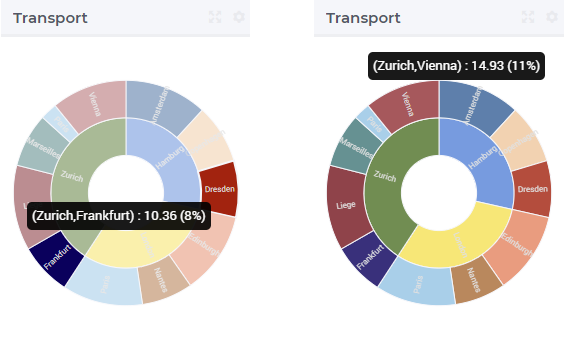 Transport
Vienna
Amsterdam
Marseilles
Hamburg
Zurich
Dresden
(Zurich,Frankfurt) : 10.36 (8%)
Edinburgh
Frankfurt
Paris
Nantes
Transport
(Zurich,Vienna) : 14.93 (11%)
Vienna
Amsterdam
Paris
Marseilles
Hamburg
Zurich
Dresden
Liege
Edinburgh
Frankfurt
Paris
Nantes